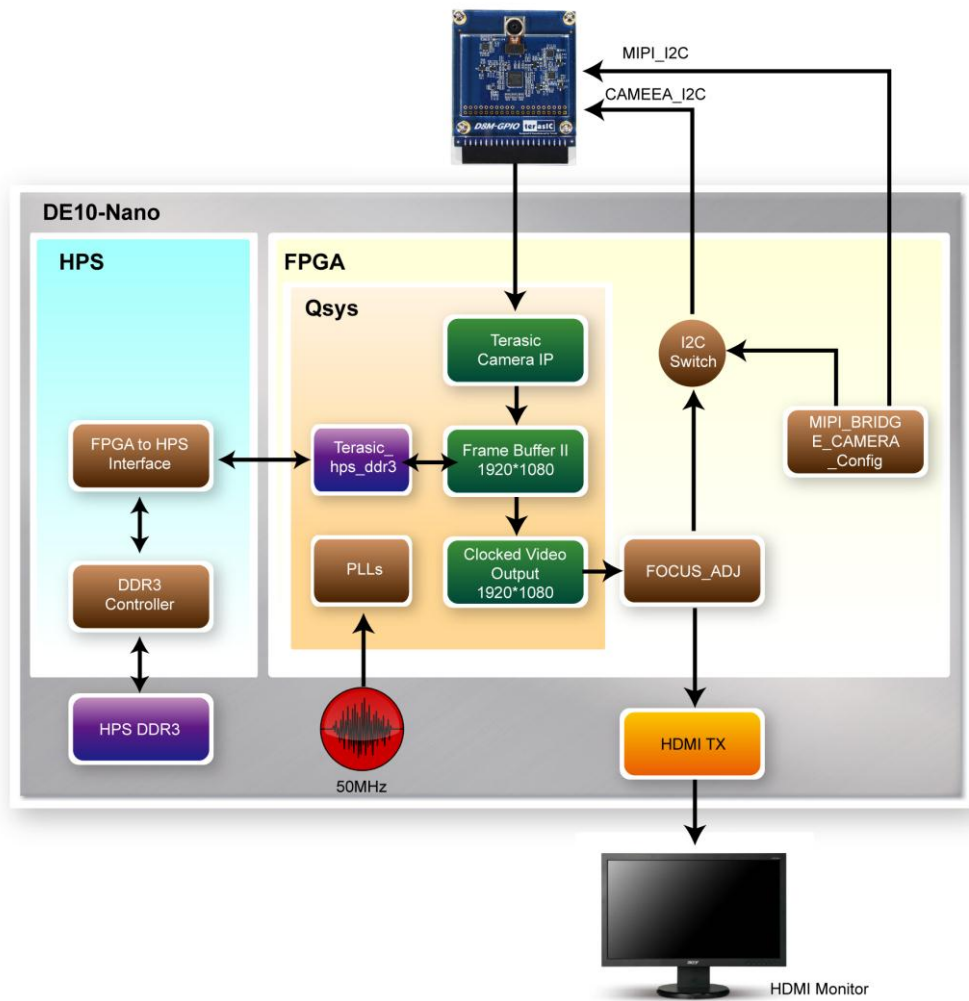 MIPI_I2C
CAMEEA_I2C
D8M-GPIO terasIC
DE10-Nano
HPS
FPGA
Qsys
Terasic
Camera IP
I2C
Switch
FPGA to HPS
Interface
Terasic_
hps_ddr3
Frame Buffer II
1920*1080
MIPI_BRIDG
E_CAMERA
_Config
DDR3
Controller
PLLs
Clocked Video
Output
1920*1080
FOCUS_ADJ
HPS DDR3
50MHz
HDMI TX
HDMI Monitor